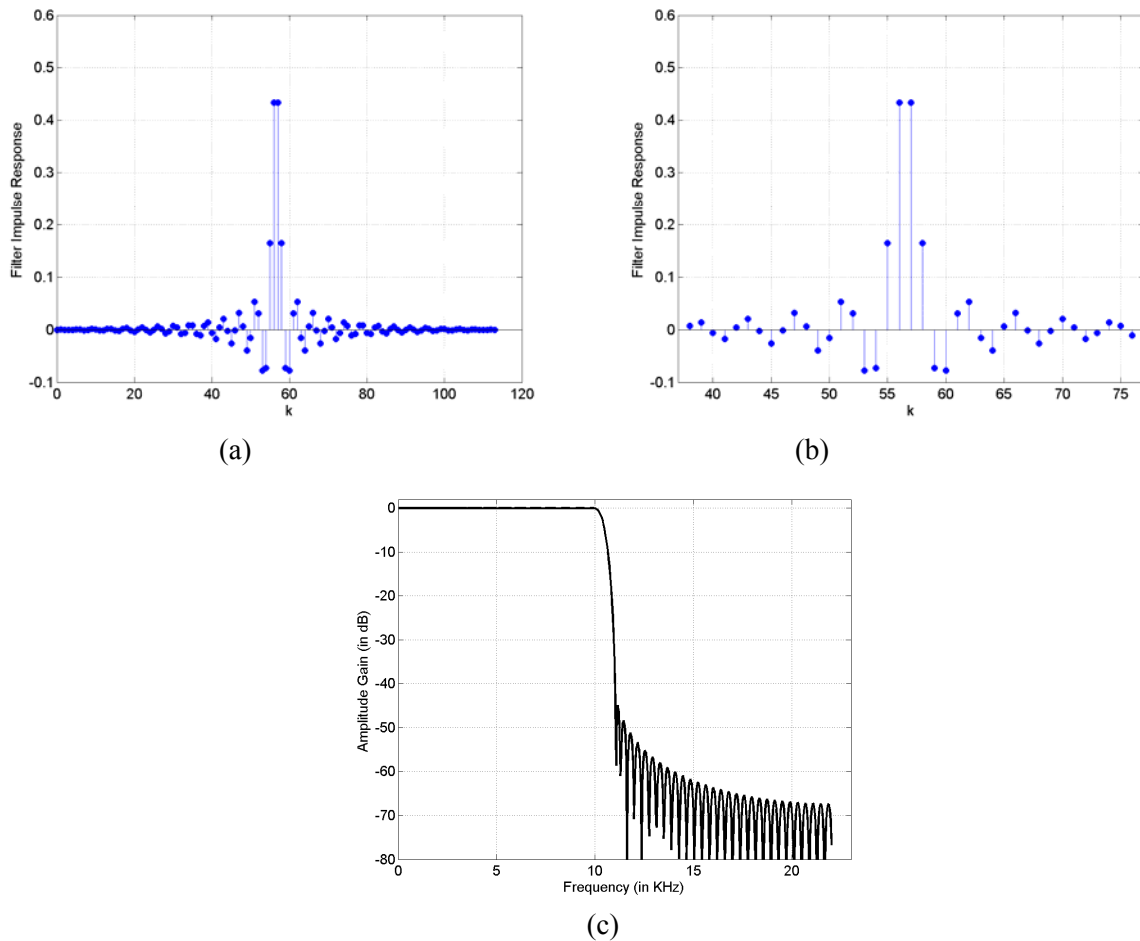 0.6
0.5
0.4
0.3
0.2
0.1
0
-0.1
Filter Impulse Response
0 20 40 60 80 100 120
k
(a)
0.6
0.5
0.4
0.3
0.2
0.1
0
-0.1
Filter Impulse Response
40 45 50 55 60 65 70 75
k
(b)
0
-10
-20
-30
-40
-50
-60
-70
-80
Amplitude Gain (in dB)
0 5 10 15 20
Frequency (in KHz)
(c)